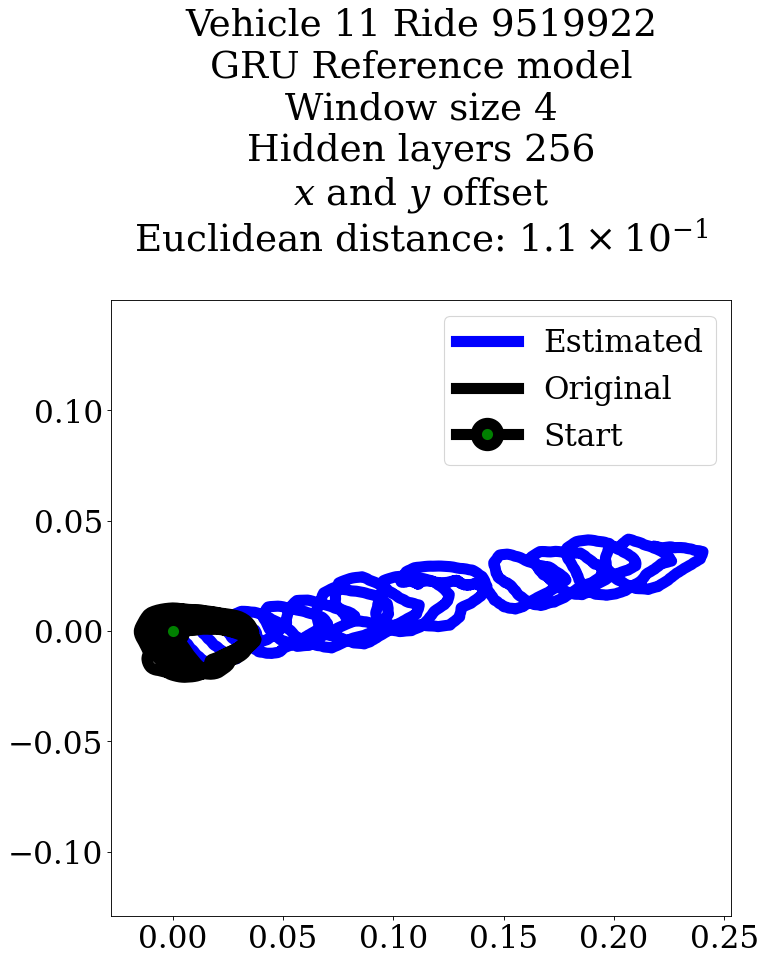 Vehicle 11 Ride 9519922
GRU Reference model
Window size 4
Hidden layers 256
x and y offset
Euclidean distance: 1.1 × 10⁻¹
Estimated
Original
Start
0.10
0.05
0.00
−0.05
−0.10
0.00 0.05 0.10 0.15 0.20 0.25